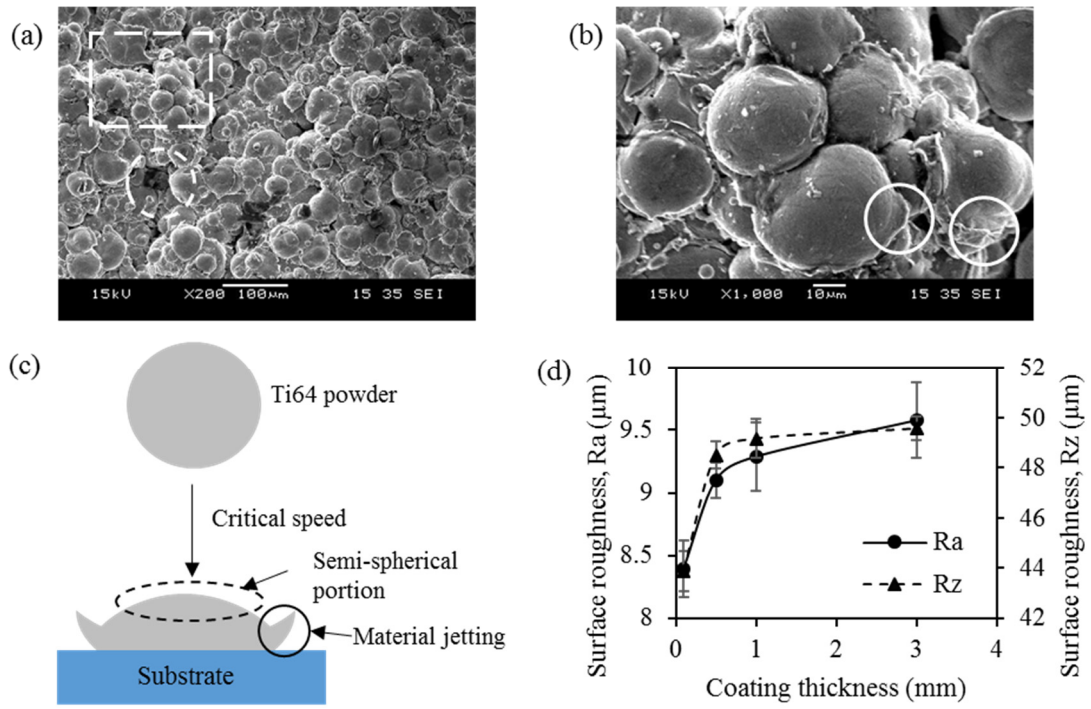 (a)
15kV X200 100μm 15 35 SEI
(b)
15kV X1,000 10μm 15 35 SEI
(c)
Ti64 powder
Critical speed
Semi-spherical
portion
Material jetting
Substrate
(d)
Surface roughness, Ra (μm)
10
9.5
9
8.5
8
52
50
48
46
44
42
Surface roughness, Rz (μm)
Ra
Rz
0 1 2 3 4
Coating thickness (mm)